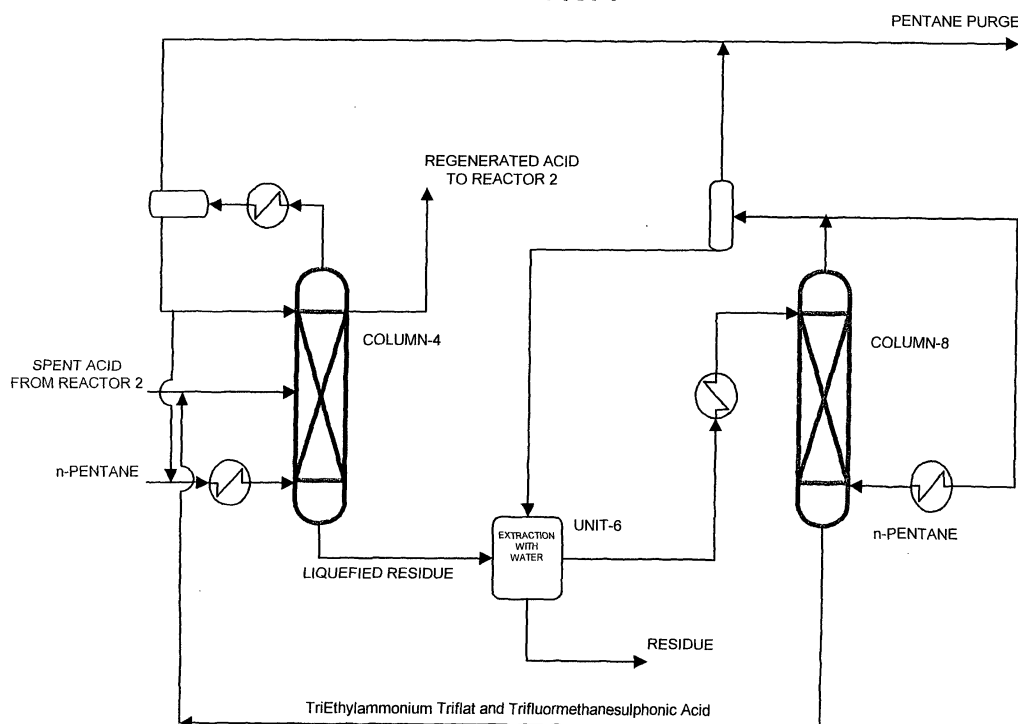 PENTANE PURGE
REGENERATED ACID
TO REACTOR 2
COLUMN-4
COLUMN-8
SPENT ACID
FROM REACTOR 2
n-PENTANE
UNIT-6
EXTRACTION
WITH
WATER
n-PENTANE
LIQUEFIED RESIDUE
RESIDUE
TriEthylammonium Triflat and Trifluormethanesulphonic Acid